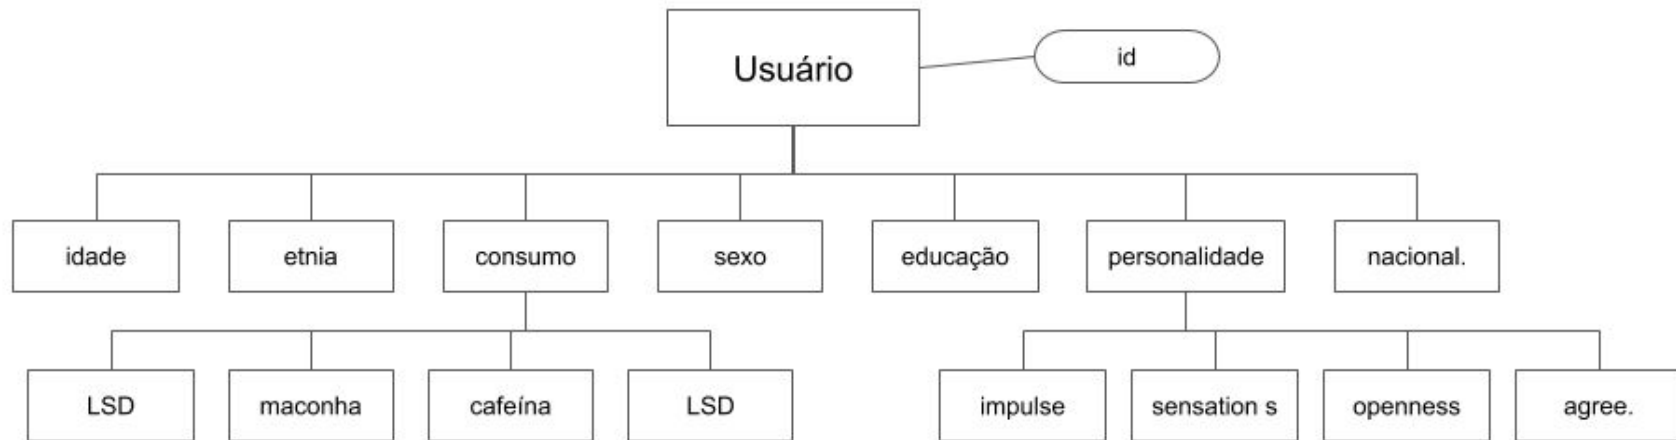 Usuário
id
idade
etnia
consumo
sexo
educação
personalidade
nacional.
LSD
maconha
cafeína
LSD
impulse
sensation s
openness
agree.